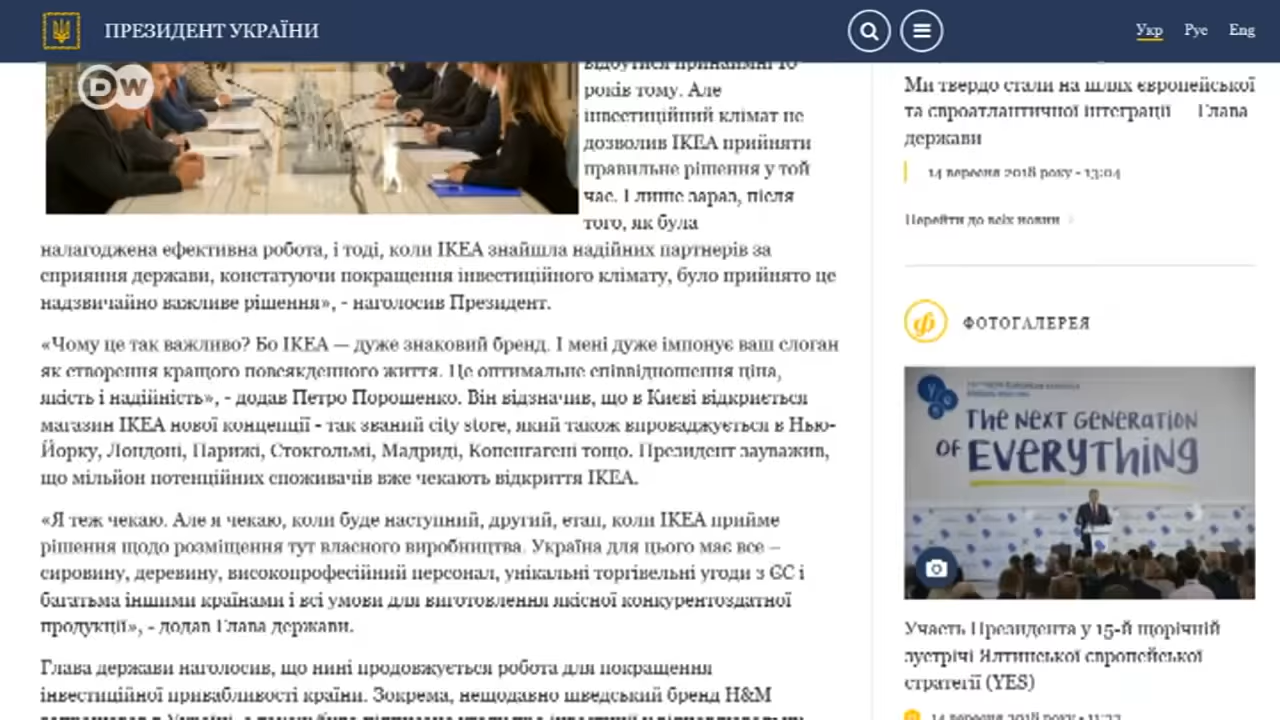 ПРЕЗИДЕНТ УКРАЇНИ
Укр Рус Eng
DW
відбутися принаймні 10
років тому. Але
інвестиційний клімат не
дозволив IKEA прийняти
правильне рішення у той
час. І лише зараз, після
того, як була
налагоджена ефективна робота, і тоді, коли IKEA знайшла надійних партнерів за
сприяння держави, констатуючи покращення інвестиційного клімату, було прийнято це
надзвичайно важливе рішення», - наголосив Президент.
«Чому це так важливо? Бо IKEA — дуже знаковий бренд. І мені дуже імпонує ваш слоган
як створення кращого повсякденного життя. Це оптимальне співвідношення ціна,
якість і надійність», - додав Петро Порошенко. Він відзначив, що в Києві відкриється
магазин IKEA нової концепції - так званий city store, який також впроваджується в Нью-
Йорку, Лондоні, Парижі, Стокгольмі, Мадриді, Копенгагені тощо. Президент зауважив,
що мільйон потенційних споживачів вже чекають відкриття IKEA.
«Я теж чекаю. Але я чекаю, коли буде наступний, другий, етап, коли IKEA прийме
рішення щодо розміщення тут власного виробництва. Україна для цього має все –
сировину, деревину, високопрофесійний персонал, унікальні торгівельні угоди з ЄС і
багатьма іншими країнами і всі умови для виготовлення якісної конкурентоздатної
продукції», - додав Глава держави.
Глава держави наголосив, що нині продовжується робота для покращення
інвестиційної привабливості країни. Зокрема, нещодавно шведський бренд H&M
Ми твердо стали на шлях європейської
та євроатлантичної інтеграції — Глава
держави
14 вересня 2018 року - 13:04
Перейти до всіх новин
ФОТОГАЛЕРЕЯ
THE NEXT GENERATION
OF EVERYTHING
Участь Президента у 15-й щорічній
зустрічі Ялтинської європейської
стратегії (YES)
14 вересня 2018 року - 11:33